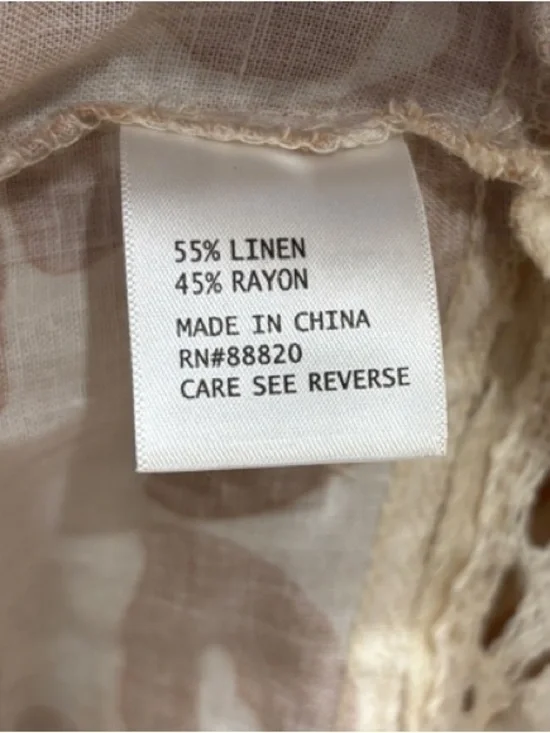 55% LINEN
45% RAYON
MADE IN CHINA
RN#88820
CARE SEE REVERSE